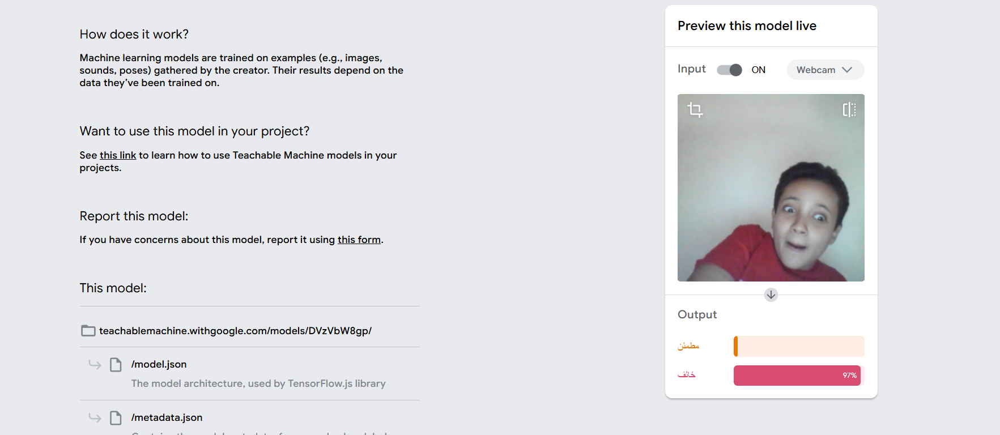 How does it work?
Machine learning models are trained on examples (e.g., images,
sounds, poses) gathered by the creator. Their results depend on the
data they've been trained on.
Want to use this model in your project?
See this link to learn how to use Teachable Machine models in your
projects.
Report this model:
If you have concerns about this model, report it using this form.
This model:
teachablemachine.withgoogle.com/models/DVzVbW8gp/
/model.json
The model architecture, used by TensorFlow.js library
/metadata.json
Preview this model live
Input ON Webcam
Output
مطمئن
خائف 97%